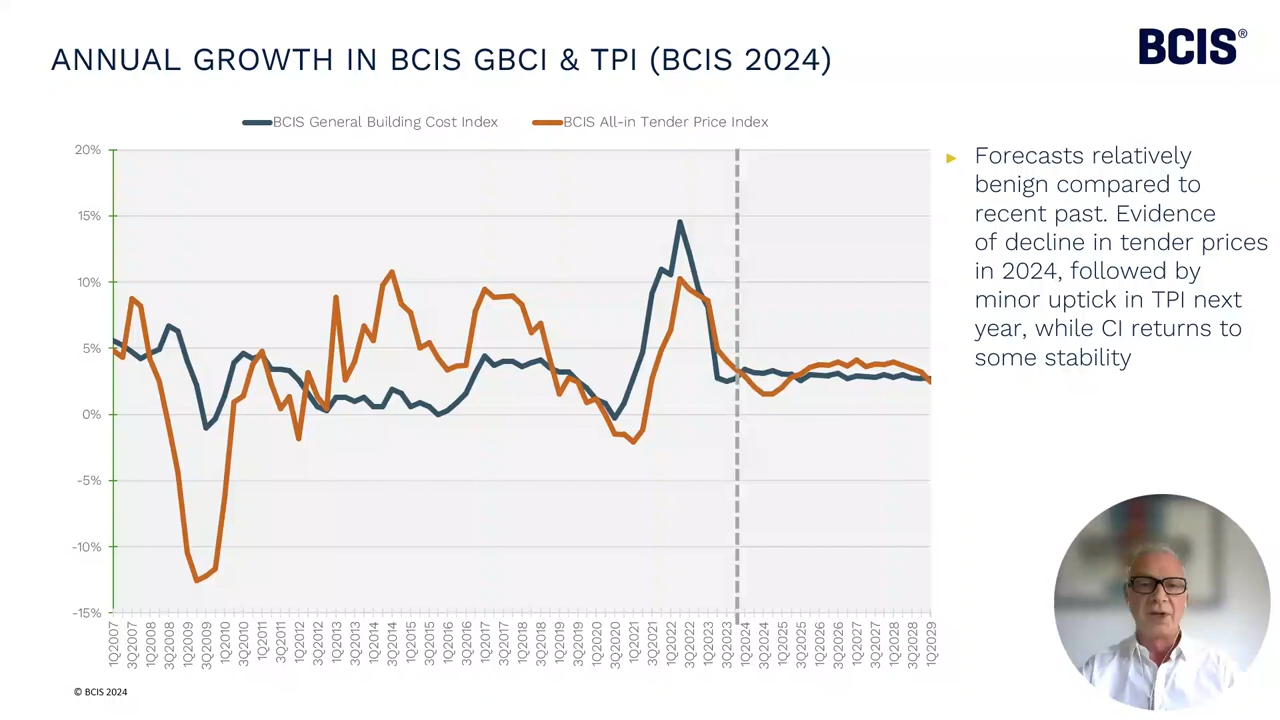 ANNUAL GROWTH IN BCIS GBCI & TPI (BCIS 2024)
BCIS®
BCIS General Building Cost Index
BCIS All-in Tender Price Index
20%
15%
10%
5%
0%
-5%
-10%
-15%
1Q2007
3Q2007
1Q2008
3Q2008
1Q2009
3Q2009
1Q2010
3Q2010
1Q2011
3Q2011
1Q2012
3Q2012
1Q2013
3Q2013
1Q2014
3Q2014
1Q2015
3Q2015
1Q2016
3Q2016
1Q2017
3Q2017
1Q2018
3Q2018
1Q2019
3Q2019
1Q2020
3Q2020
1Q2021
3Q2021
1Q2022
3Q2022
1Q2023
3Q2023
1Q2024
3Q2024
1Q2025
3Q2025
1Q2026
3Q2026
1Q2027
3Q2027
1Q2028
3Q2028
1Q2029
Forecasts relatively
benign compared to
recent past. Evidence
of decline in tender prices
in 2024, followed by
minor uptick in TPI next
year, while CI returns to
some stability
© BCIS 2024